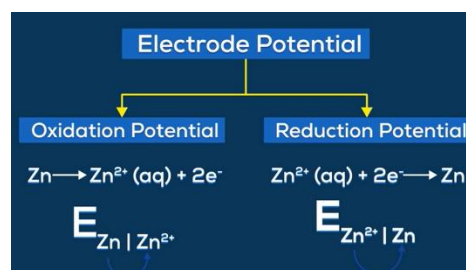 Electrode Potential
Oxidation Potential
Zn⟶Zn²⁺ (aq) + 2e⁻
E Zn | Zn²⁺
Reduction Potential
Zn²⁺ (aq) + 2e⁻⟶Zn
E Zn²⁺ | Zn